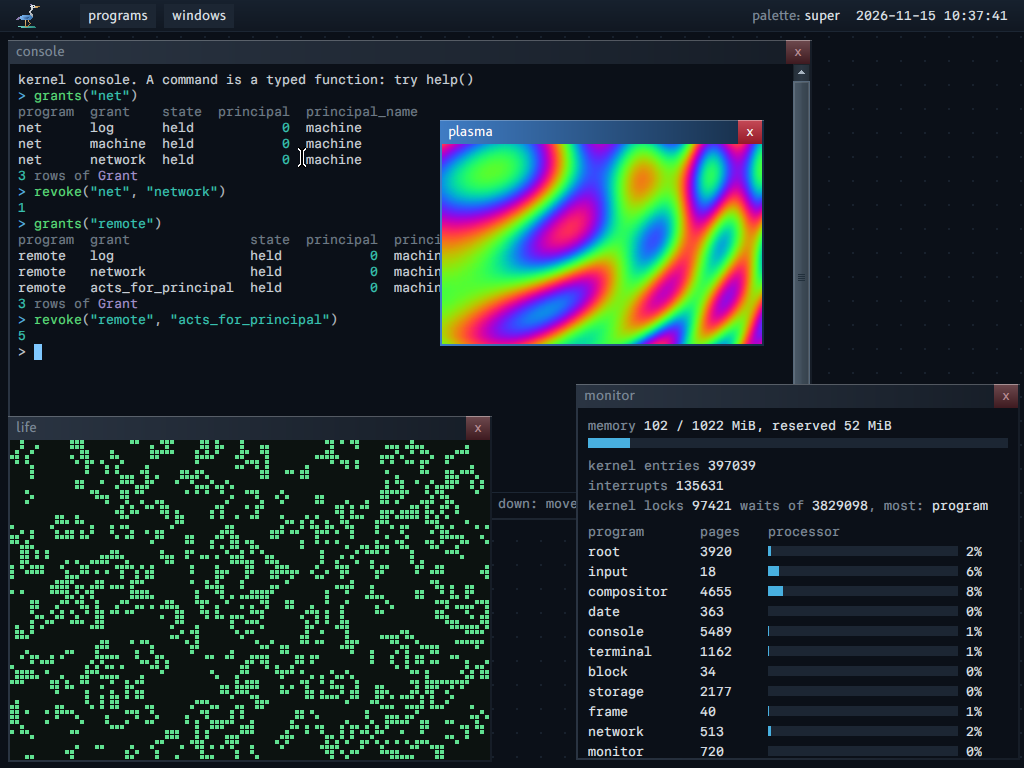 programs windows palette: super 2026-11-15 10:37:41
console x
kernel console. A command is a typed function: try help()
> grants("net")
program grant state principal principal_name
net log held 0 machine
net machine held 0 machine
net network held 0 machine
3 rows of Grant
> revoke("net", "network")
1
> grants("remote")
program grant state principal princi
remote log held 0 machin
remote network held 0 machin
remote acts_for_principal held 0 machin
3 rows of Grant
> revoke("remote", "acts_for_principal")
5
>
plasma x
life x
down: move
monitor x
memory 102 / 1022 MiB, reserved 52 MiB
kernel entries 397039
interrupts 135631
kernel locks 97421 waits of 3829098, most: program
program pages processor
root 3920 2%
input 18 6%
compositor 4655 8%
date 363 0%
console 5489 1%
terminal 1162 1%
block 34 0%
storage 2177 0%
frame 40 1%
network 513 2%
monitor 720 0%